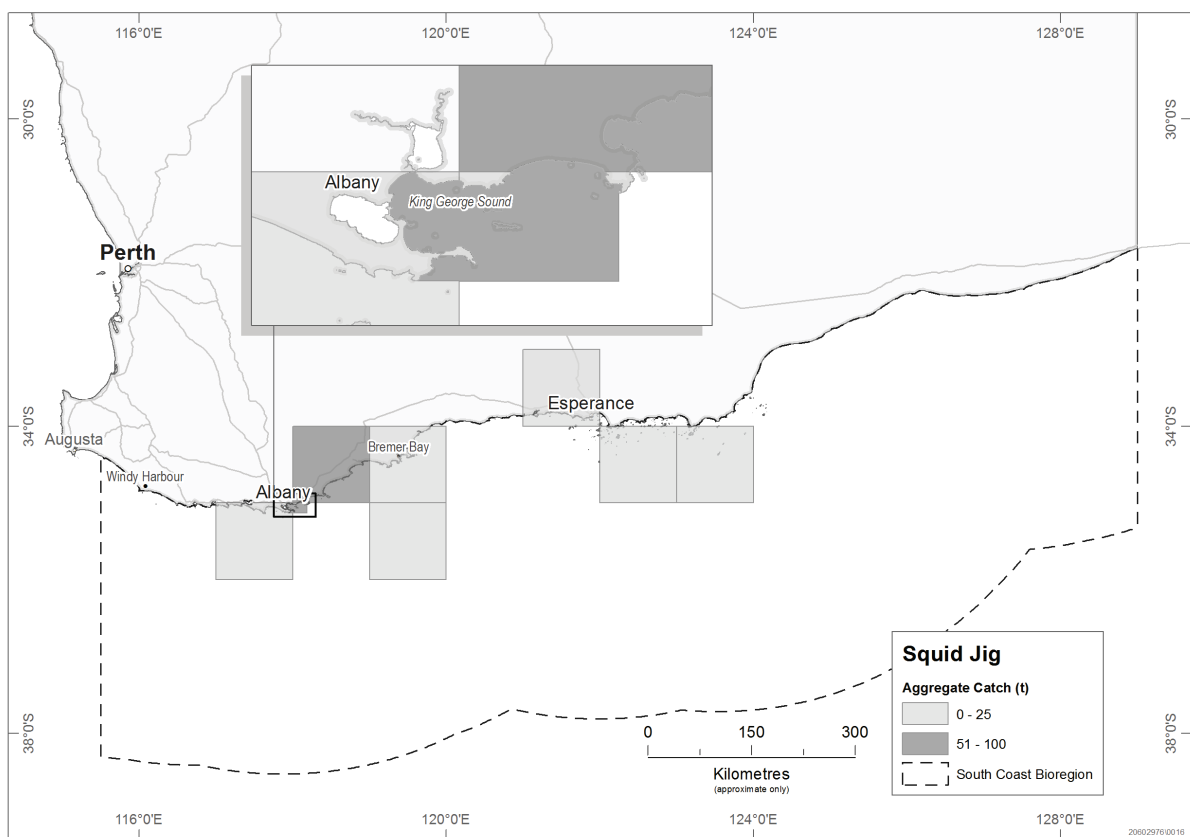 116°0'E 120°0'E 124°0'E 128°0'E
30°0'S 30°0'S
Albany
King George Sound
Perth
Esperance
34°0'S 34°0'S
Augusta
Bremer Bay
Windy Harbour
Albany
Squid Jig
Aggregate Catch (t)
0 - 25
51 - 100
South Coast Bioregion
38°0'S 38°0'S
0 150 300
Kilometres
(approximate only)
116°0'E 120°0'E 124°0'E 128°0'E
20602976\0016